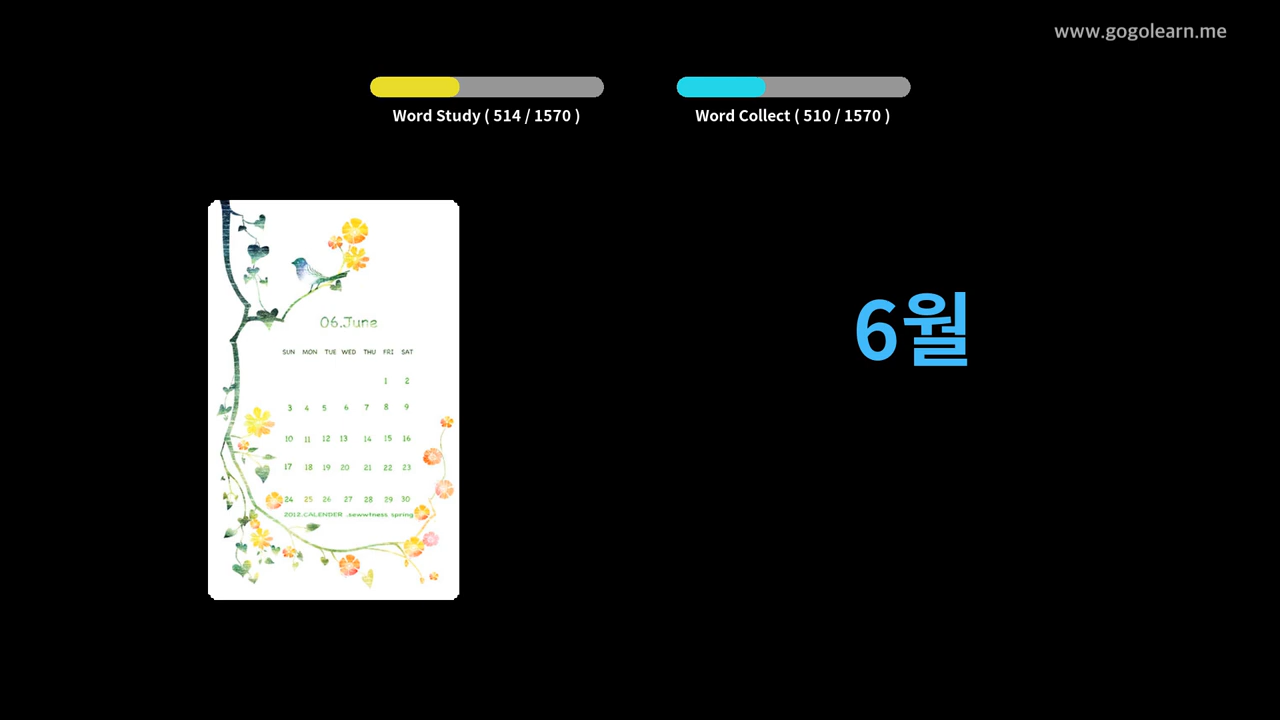 www.gogolearn.me
Word Study ( 514 / 1570 )
Word Collect ( 510 / 1570 )
06.June
SUN MON TUE WED THU FRI SAT
1 2
3 4 5 6 7 8 9
10 11 12 13 14 15 16
17 18 19 20 21 22 23
24 25 26 27 28 29 30
2012.CALENDER .sewwtness spring
6월